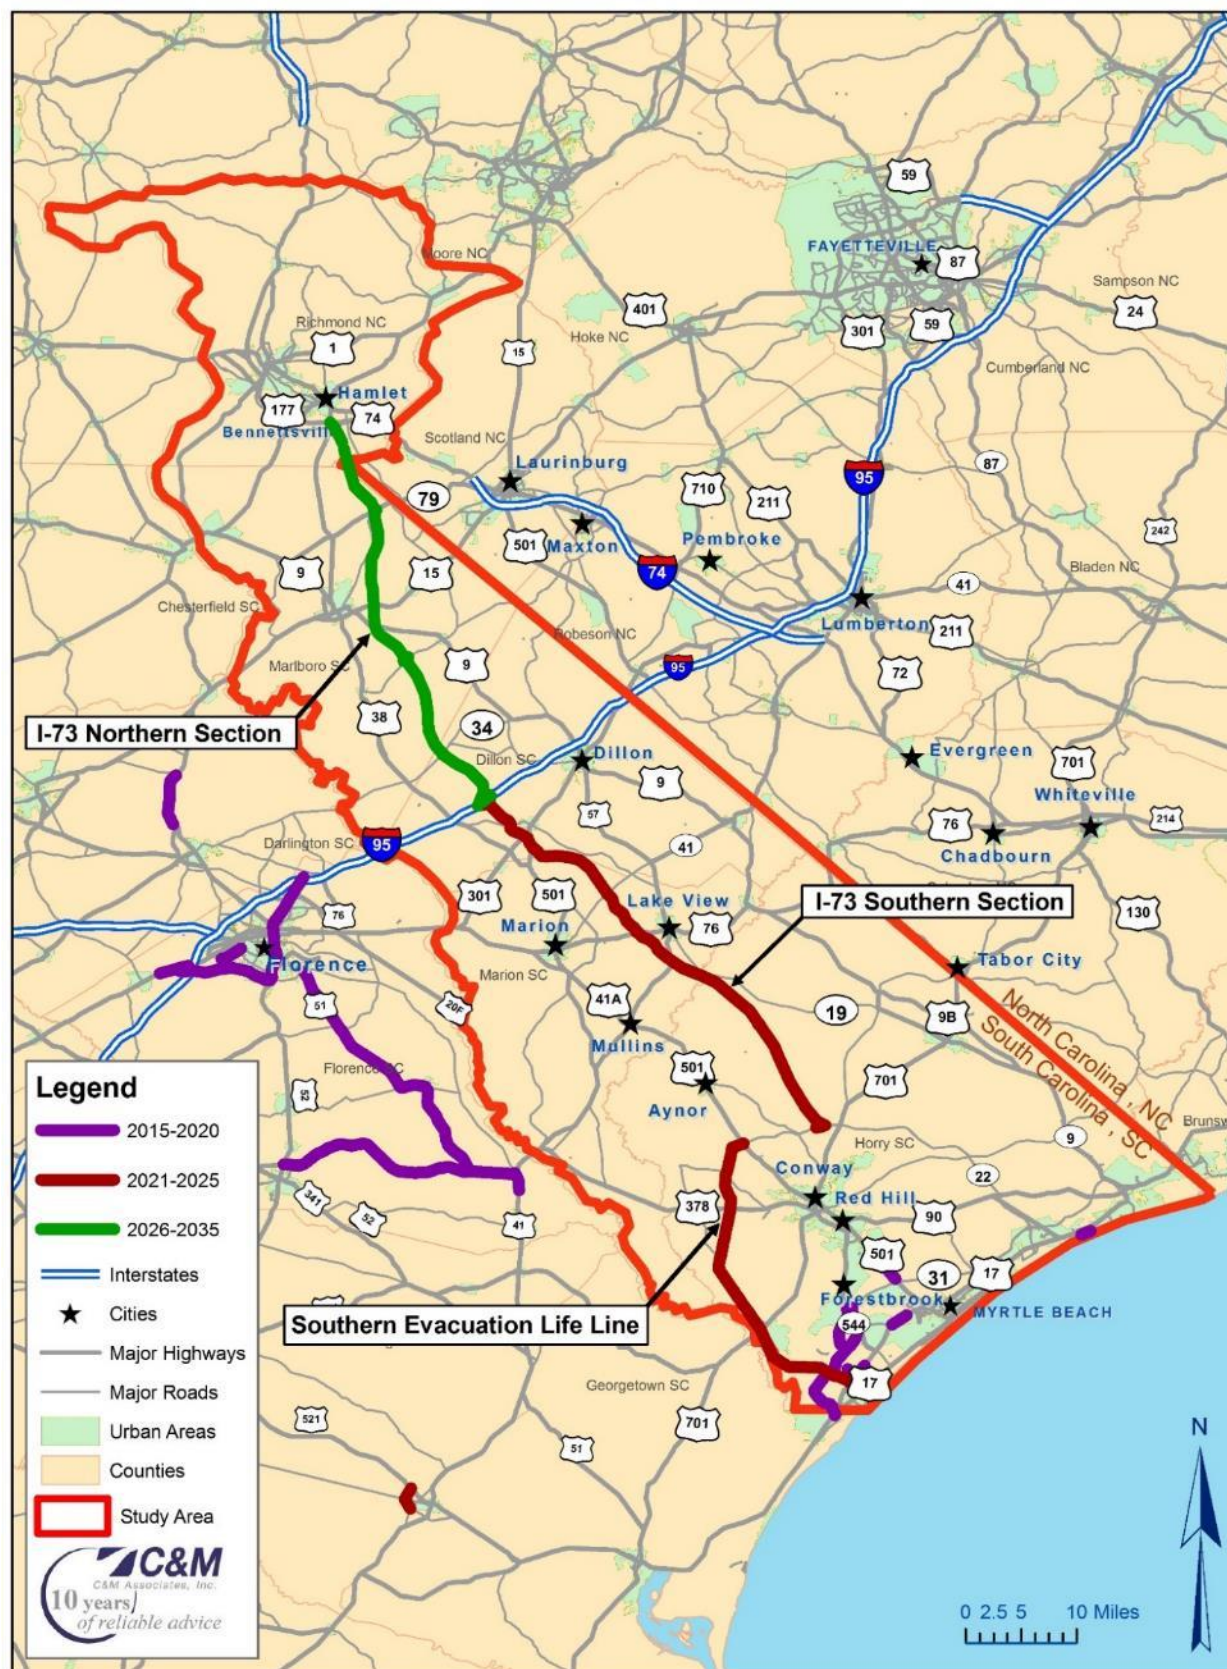 59
FAYETTEVILLE
87
Moore NC
Sampson NC
401
24
Richmond NC
301
59
Hoke NC
1
15
Cumberland NC
Hamlet
177
74
Bennettsvill
Scotland NC
87
Laurinburg
95
79
710
211
242
501
Maxton
Pembroke
9
15
74
Bladen NC
41
Chesterfield SC
Lumberton
211
Robeson NC
Marlboro SC
9
95
72
38
I-73 Northern Section
34
Evergreen
Dillon SC
Dillon
701
9
Whiteville
57
76
214
Darlington SC
95
41
Chadbourn
301
501
Lake View
I-73 Southern Section
76
Marion
76
130
Florence
Marion SC
Tabor City
51
20F
41A
19
9B
North Carolina , NC
South Carolina , SC
Mullins
Legend
Florence SC
501
701
52
Aynor
2015-2020
Horry SC
9
Brunsw
2021-2025
Conway
22
341
52
378
Red Hill
90
2026-2035
41
501
Interstates
31
17
Cities
Southern Evacuation Life Line
Forestbrook
MYRTLE BEACH
544
Major Highways
Georgetown SC
17
Major Roads
521
701
51
Urban Areas
N
Counties
Study Area
C&M
C&M Associates, Inc.
10 years
of reliable advice
0 2.5 5 10 Miles